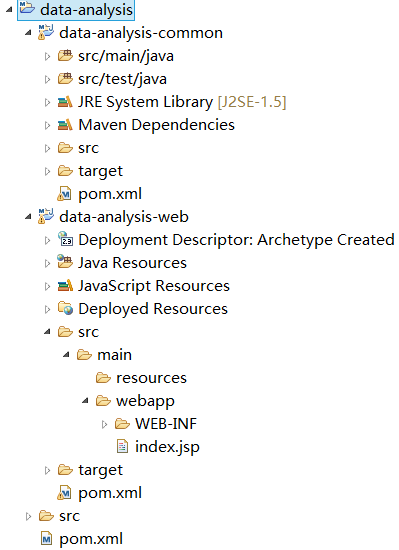 data-analysis
data-analysis-common
src/main/java
src/test/java
JRE System Library [J2SE-1.5]
Maven Dependencies
src
target
pom.xml
data-analysis-web
Deployment Descriptor: Archetype Created
Java Resources
JavaScript Resources
Deployed Resources
src
main
resources
webapp
WEB-INF
index.jsp
target
pom.xml
src
pom.xml